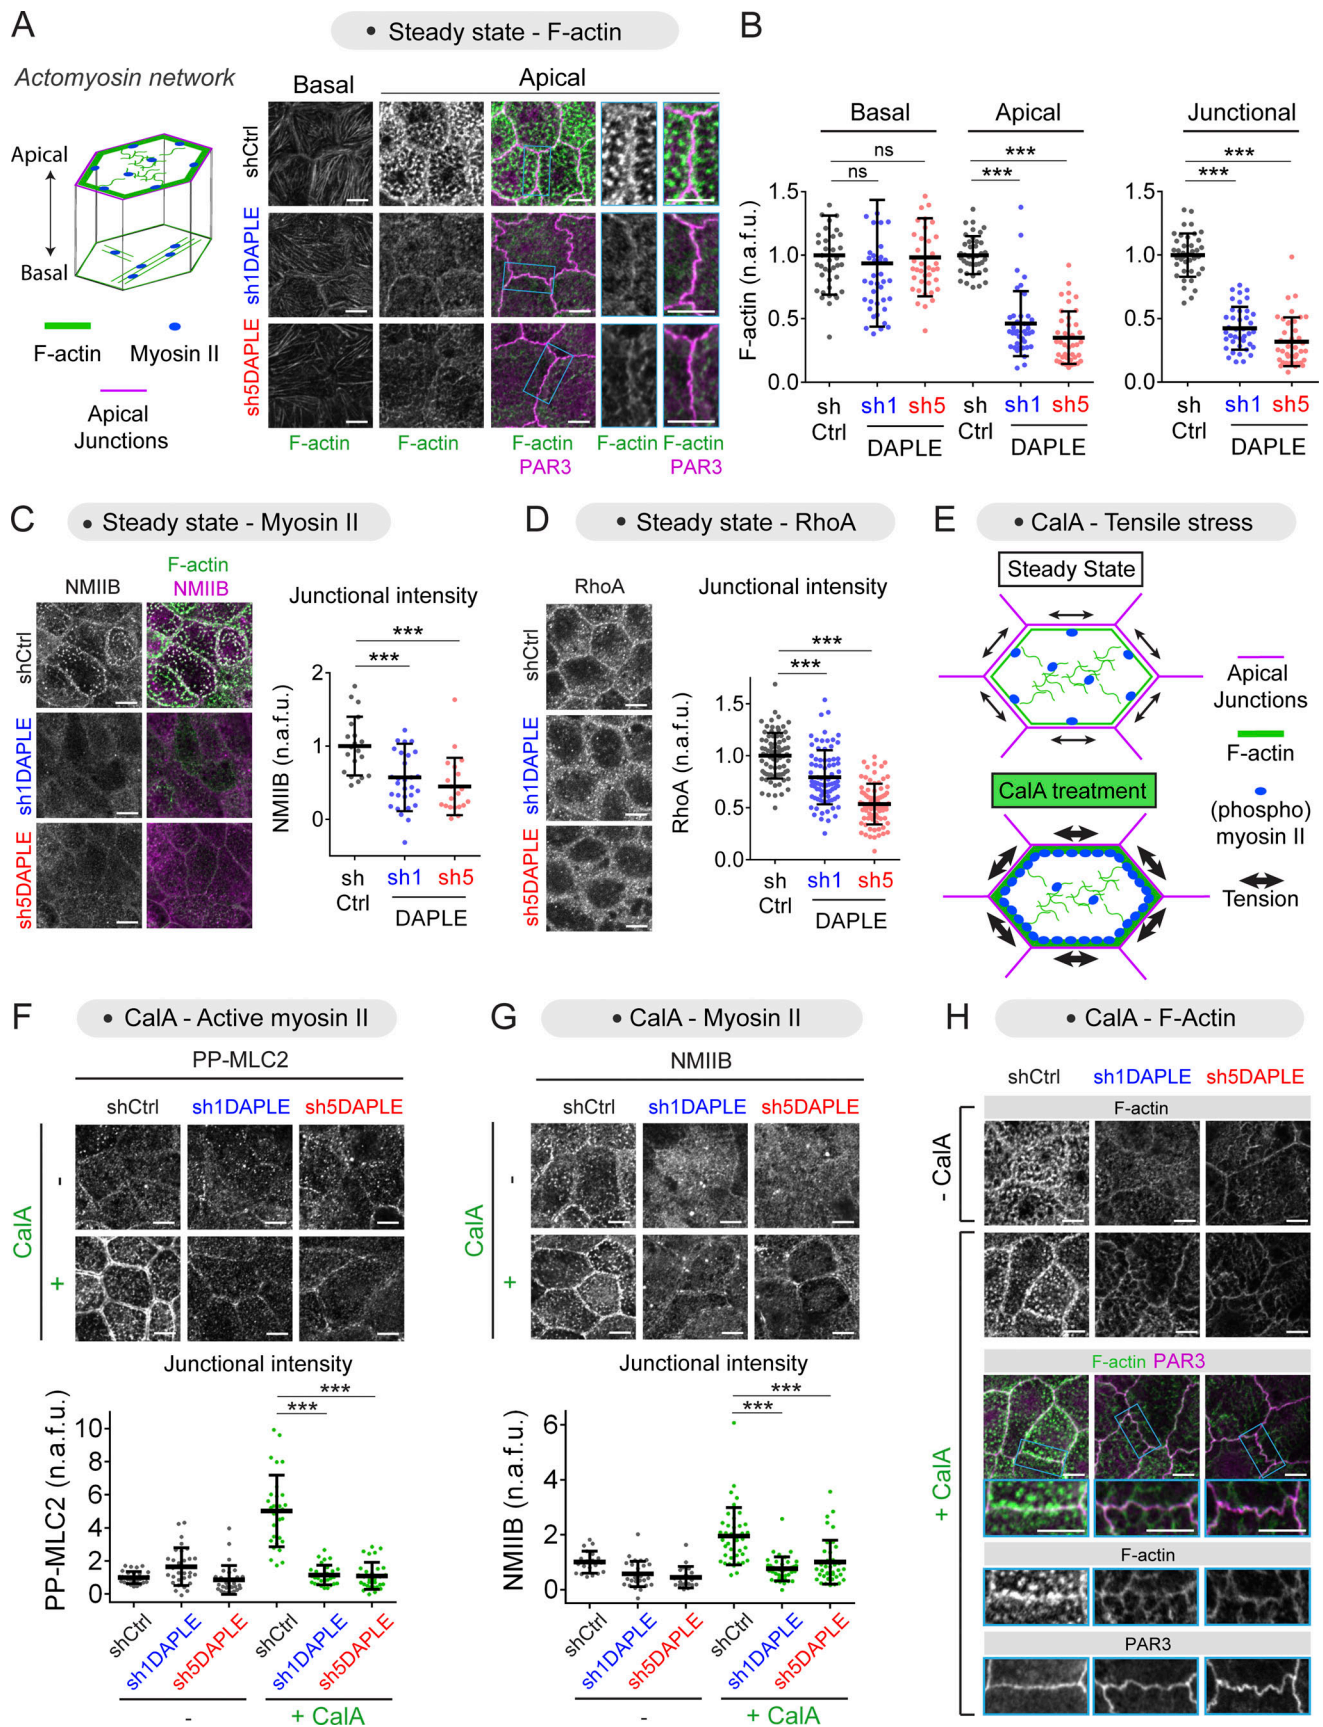 A
• Steady state - F-actin
Actomyosin network
Basal
Apical
Apical
Basal
F-actin
Myosin II
Apical
Junctions
shCtrl
sh1DAPLE
sh5DAPLE
F-actin
F-actin
F-actin
PAR3
F-actin
F-actin
PAR3
B
Basal
Apical
Junctional
ns
ns
***
***
***
***
F-actin (n.a.f.u.)
1.5
1.0
0.5
0.0
1.5
1.0
0.5
0.0
sh
Ctrl
sh1
sh5
DAPLE
sh
Ctrl
sh1
sh5
DAPLE
sh
Ctrl
sh1
sh5
DAPLE
C
• Steady state - Myosin II
NMIIB
F-actin
NMIIB
shCtrl
sh1DAPLE
sh5DAPLE
Junctional intensity
***
***
NMIIB (n.a.f.u.)
2
1
0
sh
Ctrl
sh1
sh5
DAPLE
D
• Steady state - RhoA
RhoA
shCtrl
sh1DAPLE
sh5DAPLE
Junctional intensity
***
***
RhoA (n.a.f.u.)
1.5
1.0
0.5
0.0
sh
Ctrl
sh1
sh5
DAPLE
E
• CalA - Tensile stress
Steady State
CalA treatment
Apical
Junctions
F-actin
(phospho)
myosin II
Tension
F
• CalA - Active myosin II
PP-MLC2
shCtrl
sh1DAPLE
sh5DAPLE
CalA
-
+
Junctional intensity
***
***
PP-MLC2 (n.a.f.u.)
10
8
6
4
2
0
shCtrl
sh1DAPLE
sh5DAPLE
shCtrl
sh1DAPLE
sh5DAPLE
-
+ CalA
G
• CalA - Myosin II
NMIIB
shCtrl
sh1DAPLE
sh5DAPLE
CalA
-
+
Junctional intensity
***
***
NMIIB (n.a.f.u.)
6
4
2
0
shCtrl
sh1DAPLE
sh5DAPLE
shCtrl
sh1DAPLE
sh5DAPLE
-
+ CalA
H
• CalA - F-Actin
shCtrl
sh1DAPLE
sh5DAPLE
F-actin
- CalA
+ CalA
F-actin PAR3
F-actin
PAR3